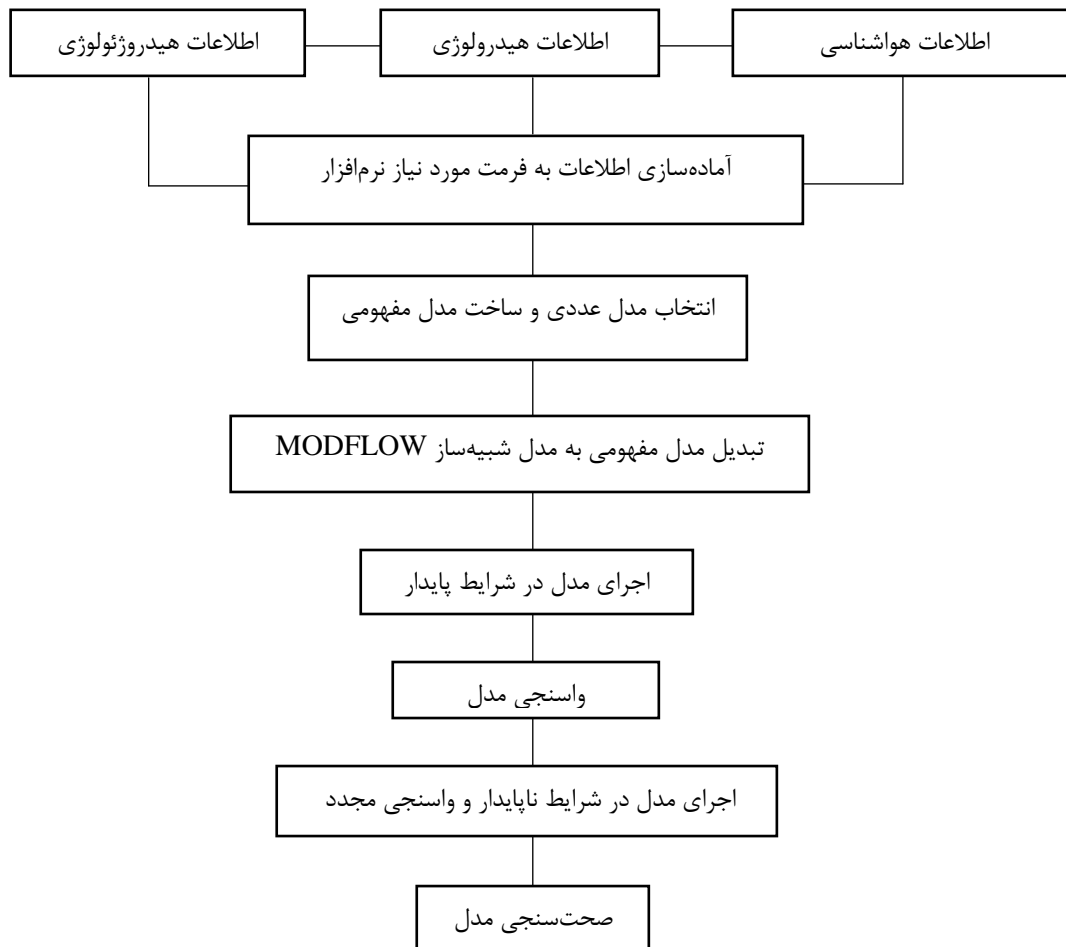 اطلاعات هواشناسی
اطلاعات هیدرولوژی
اطلاعات هیدروژئولوژی
آماده‌سازی اطلاعات به فرمت مورد نیاز نرم‌افزار
انتخاب مدل عددی و ساخت مدل مفهومی
تبدیل مدل مفهومی به مدل شبیه‌ساز MODFLOW
اجرای مدل در شرایط پایدار
واسنجی مدل
اجرای مدل در شرایط ناپایدار و واسنجی مجدد
صحت‌سنجی مدل